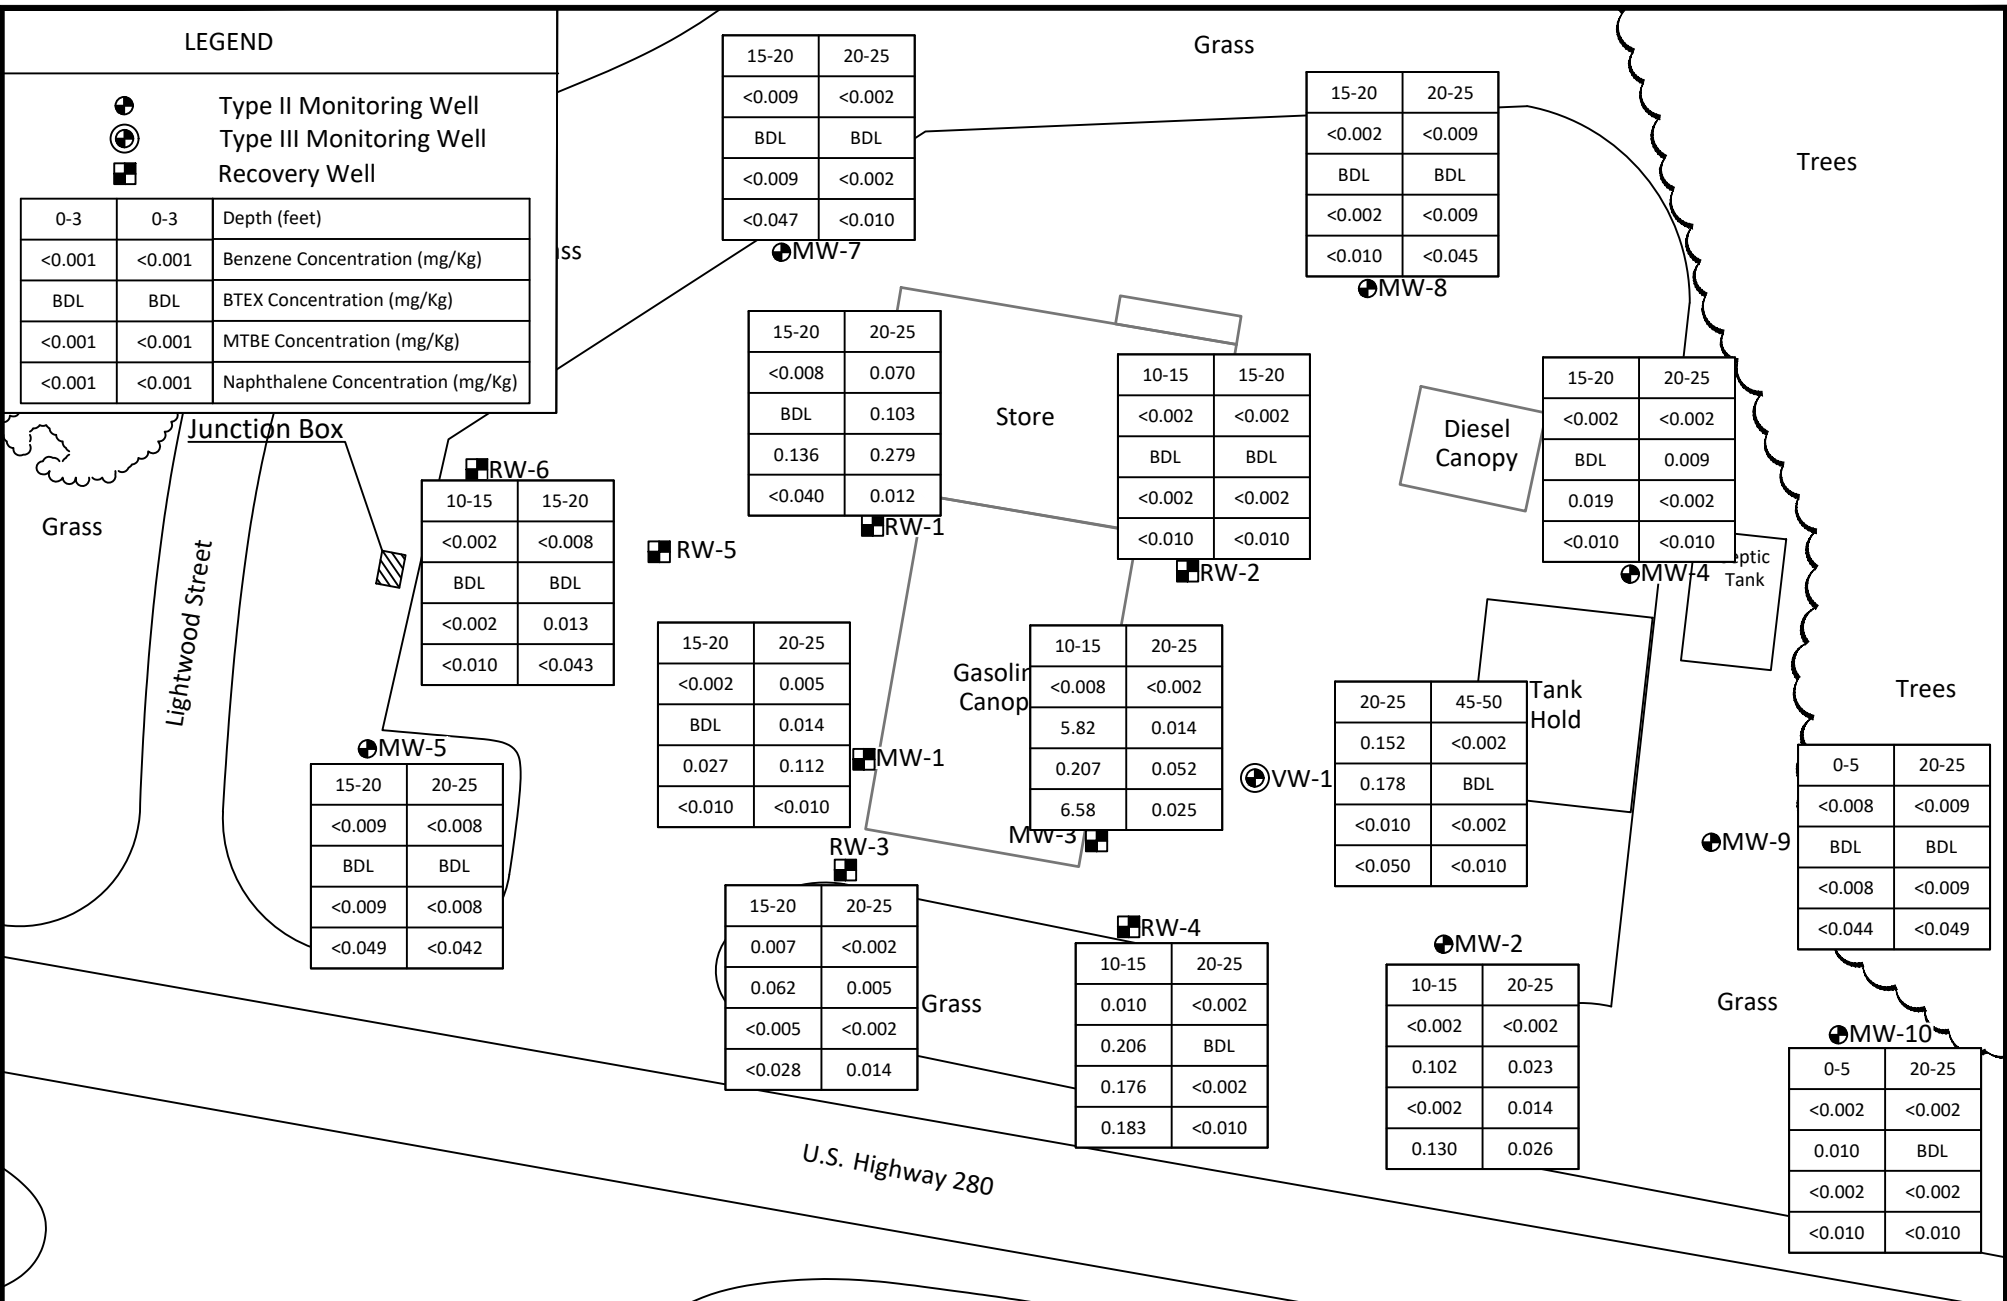 LEGEND
Type II Monitoring Well
Type III Monitoring Well
Recovery Well
0-3 0-3 Depth (feet)
<0.001 <0.001 Benzene Concentration (mg/Kg)
BDL BDL BTEX Concentration (mg/Kg)
<0.001 <0.001 MTBE Concentration (mg/Kg)
<0.001 <0.001 Naphthalene Concentration (mg/Kg)
ss
15-20 20-25
<0.009 <0.002
BDL BDL
<0.009 <0.002
<0.047 <0.010
MW-7
Grass
15-20 20-25
<0.002 <0.009
BDL BDL
<0.002 <0.009
<0.010 <0.045
MW-8
Trees
15-20 20-25
<0.008 0.070
BDL 0.103
0.136 0.279
<0.040 0.012
RW-1
Store
10-15 15-20
<0.002 <0.002
BDL BDL
<0.002 <0.002
<0.010 <0.010
RW-2
Diesel
Canopy
15-20 20-25
<0.002 <0.002
BDL 0.009
0.019 <0.002
<0.010 <0.010
MW-4
eptic
Tank
Junction Box
Grass
Lightwood Street
RW-6
10-15 15-20
<0.002 <0.008
BDL BDL
<0.002 0.013
<0.010 <0.043
RW-5
15-20 20-25
<0.002 0.005
BDL 0.014
0.027 0.112
<0.010 <0.010
MW-1
Gasolin
Canop
10-15 20-25
<0.008 <0.002
5.82 0.014
0.207 0.052
6.58 0.025
MW-3
VW-1
20-25 45-50
0.152 <0.002
0.178 BDL
<0.010 <0.002
<0.050 <0.010
Tank
Hold
Trees
MW-9
0-5 20-25
<0.008 <0.009
BDL BDL
<0.008 <0.009
<0.044 <0.049
MW-5
15-20 20-25
<0.009 <0.008
BDL BDL
<0.009 <0.008
<0.049 <0.042
RW-3
15-20 20-25
0.007 <0.002
0.062 0.005
<0.005 <0.002
<0.028 0.014
Grass
RW-4
10-15 20-25
0.010 <0.002
0.206 BDL
0.176 <0.002
0.183 <0.010
MW-2
10-15 20-25
<0.002 <0.002
0.102 0.023
<0.002 0.014
0.130 0.026
Grass
MW-10
0-5 20-25
<0.002 <0.002
0.010 BDL
<0.002 <0.002
<0.010 <0.010
U.S. Highway 280